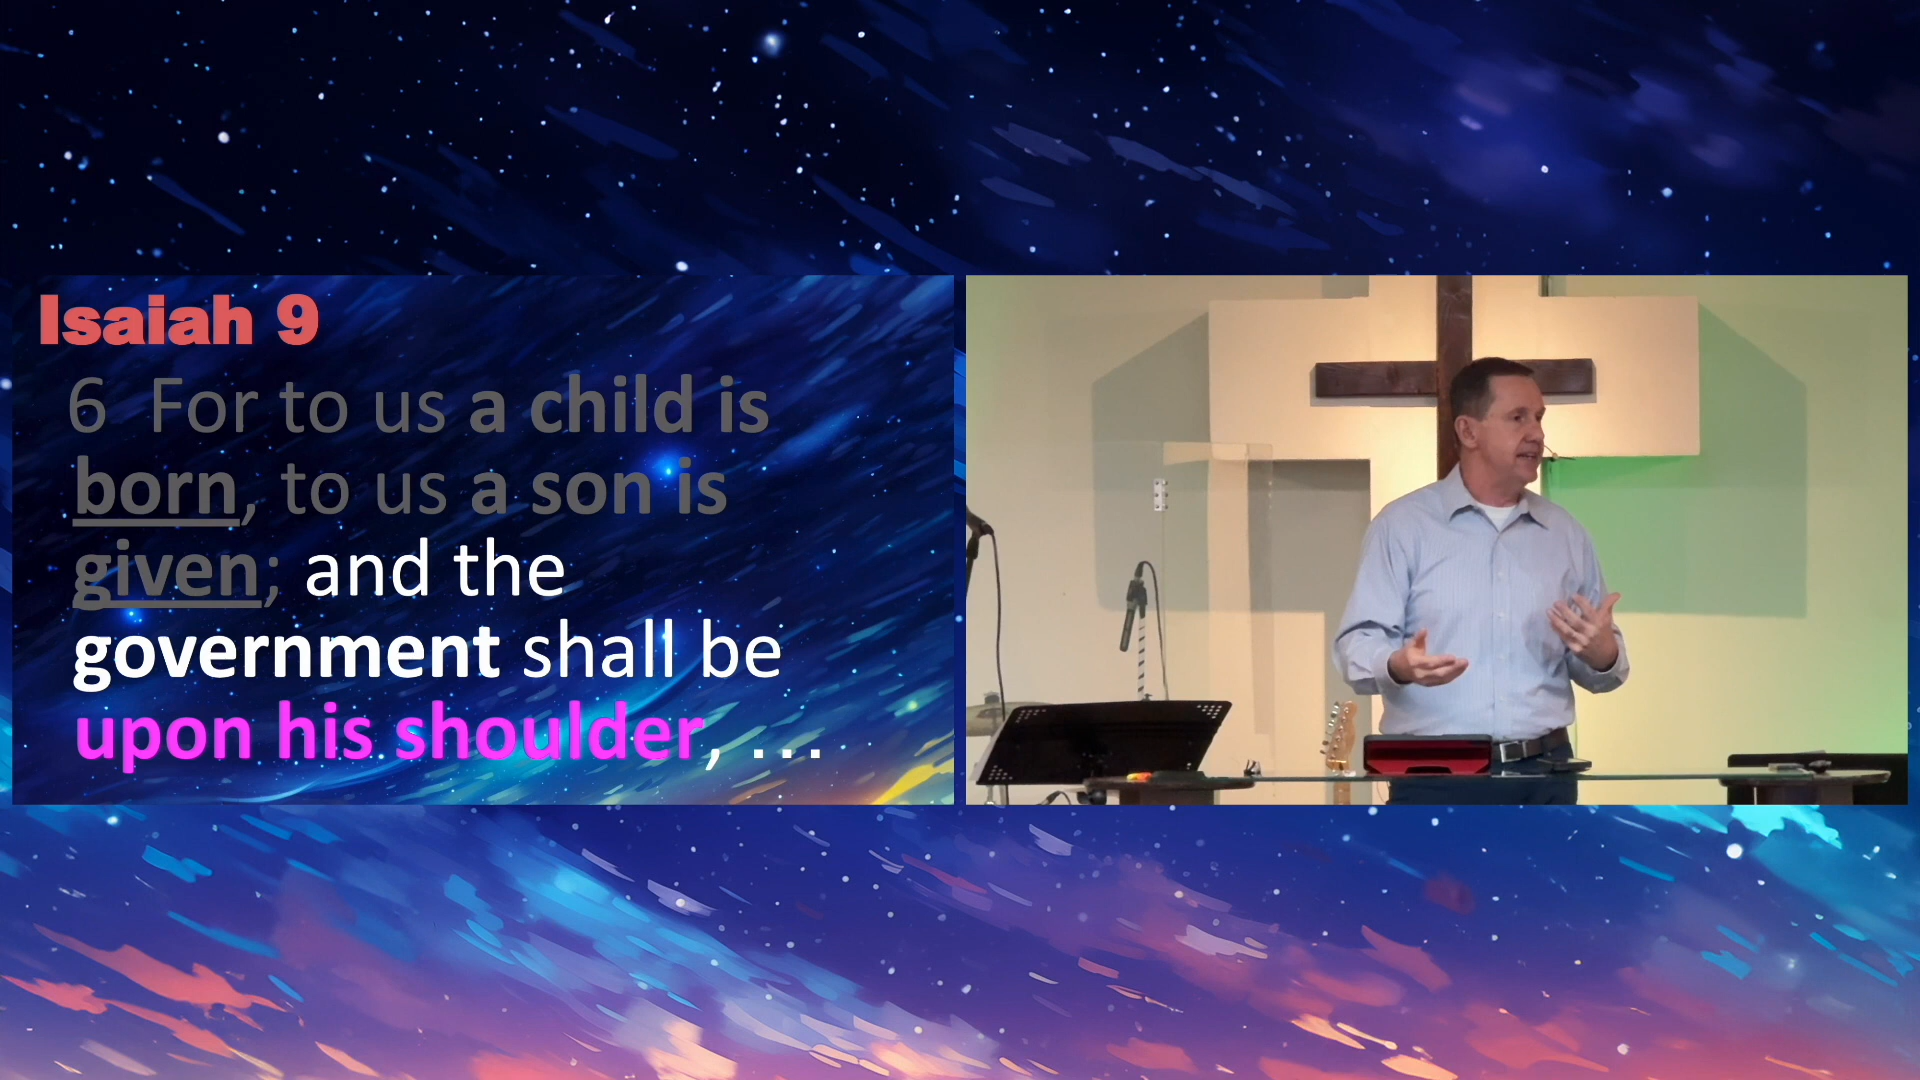 Isaiah 9
6 For to us a child is
born, to us a son is
given; and the
government shall be
upon his shoulder, …